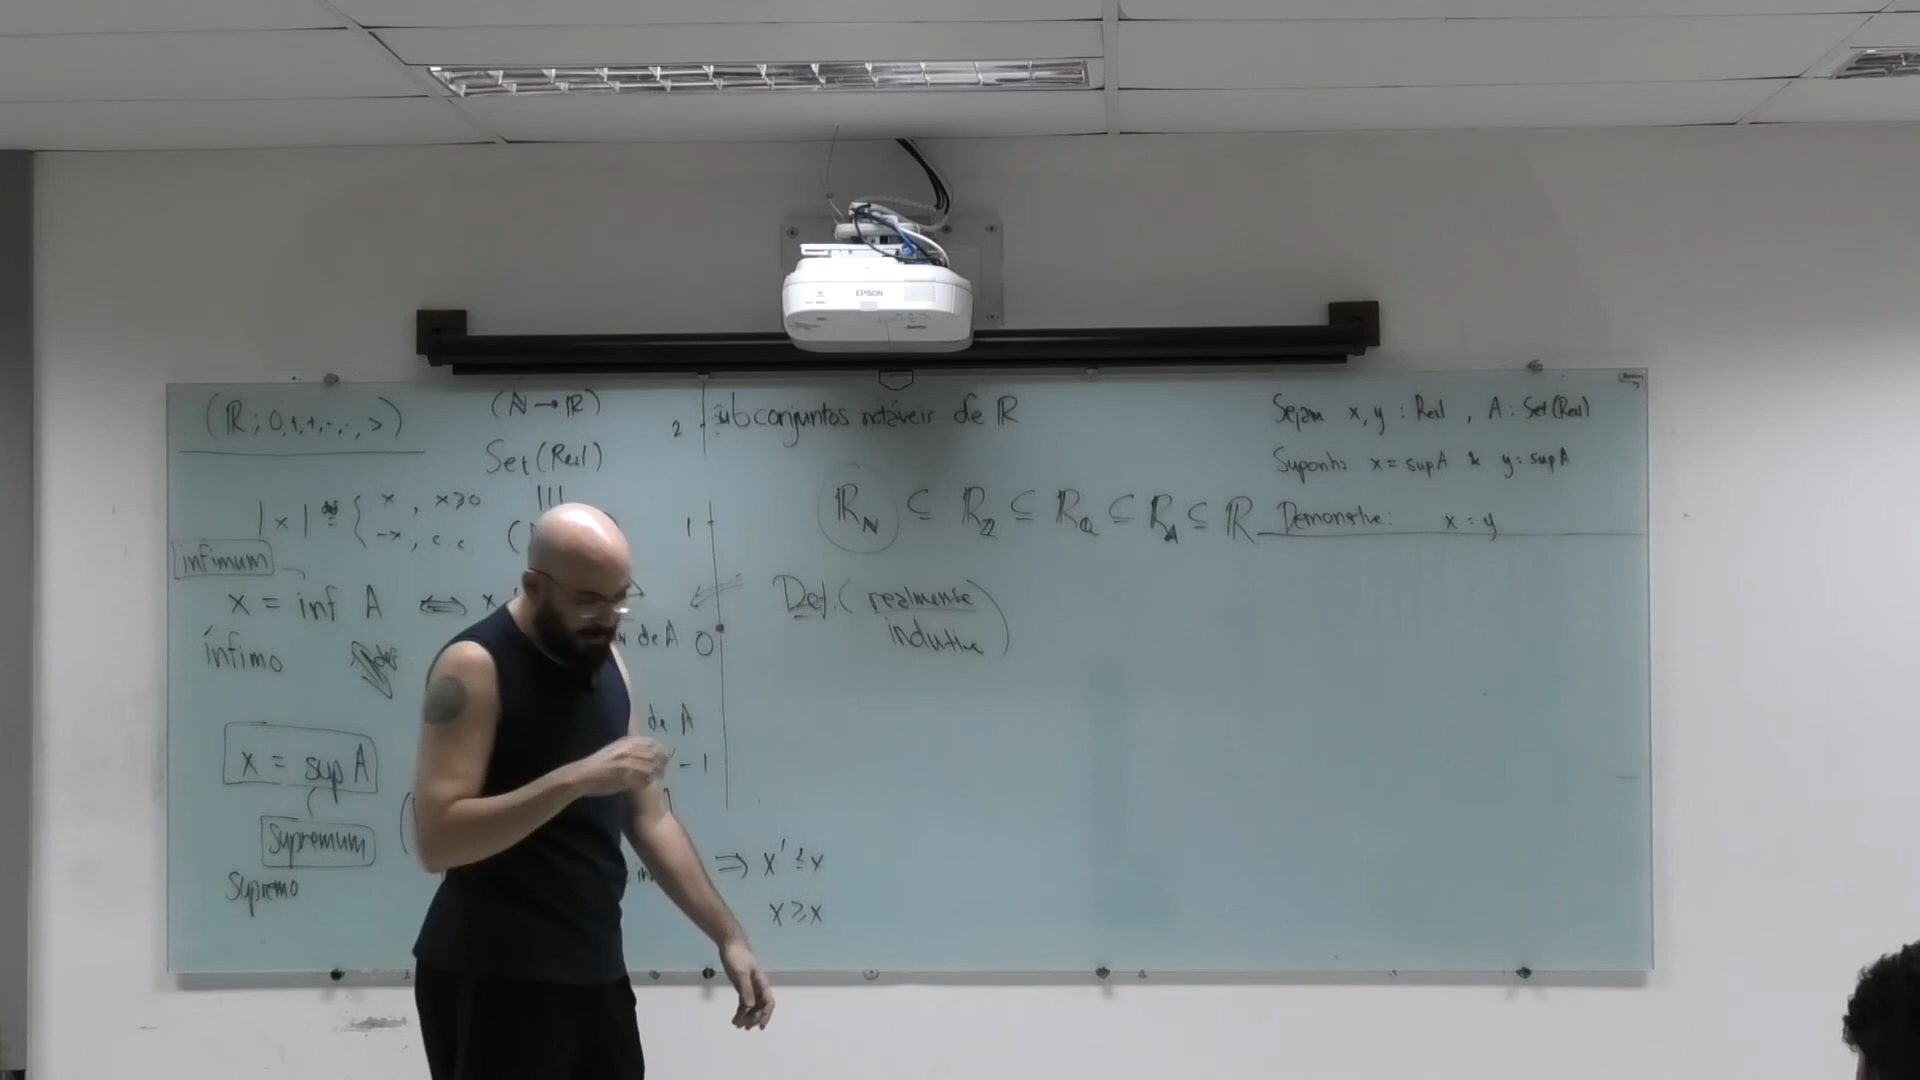 (ℝ; 0,1,+,-,·,>)
(ℕ → ℝ)
Set(Real)
|x| def= { x , x≥0
-x , c.c.
infimum
x = inf A ⟺ x
ínfimo
def
de A
x = sup A
de A
supremum
supremo
⇒ x' ≤ x
x ≥ x
2
1
0
-1
subconjuntos notáveis de ℝ
ℝ_N ⊆ ℝ_Z ⊆ ℝ_Q ⊆ ℝ_A ⊆ ℝ
Def. (realmente
indutivo)
Sejam x, y : Real , A : Set(Real)
Suponha x = sup A & y = sup A
Demonstre: x = y
EPSON